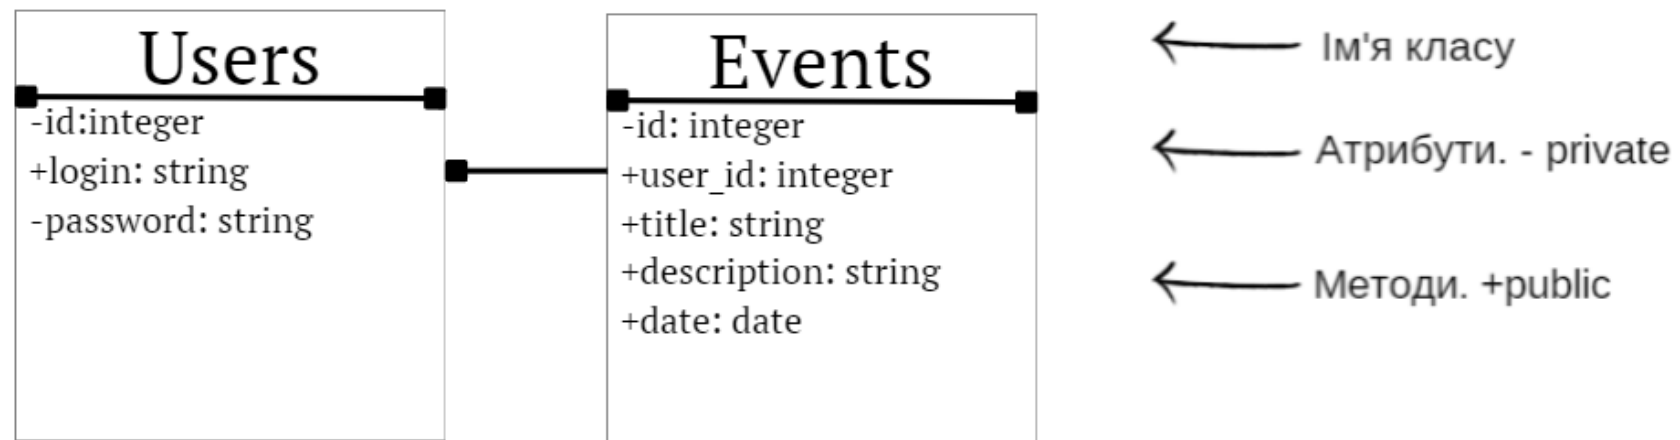 Users
-id:integer
+login: string
-password: string
Events
-id: integer
+user_id: integer
+title: string
+description: string
+date: date
Ім'я класу
Атрибути. - private
Методи. +public